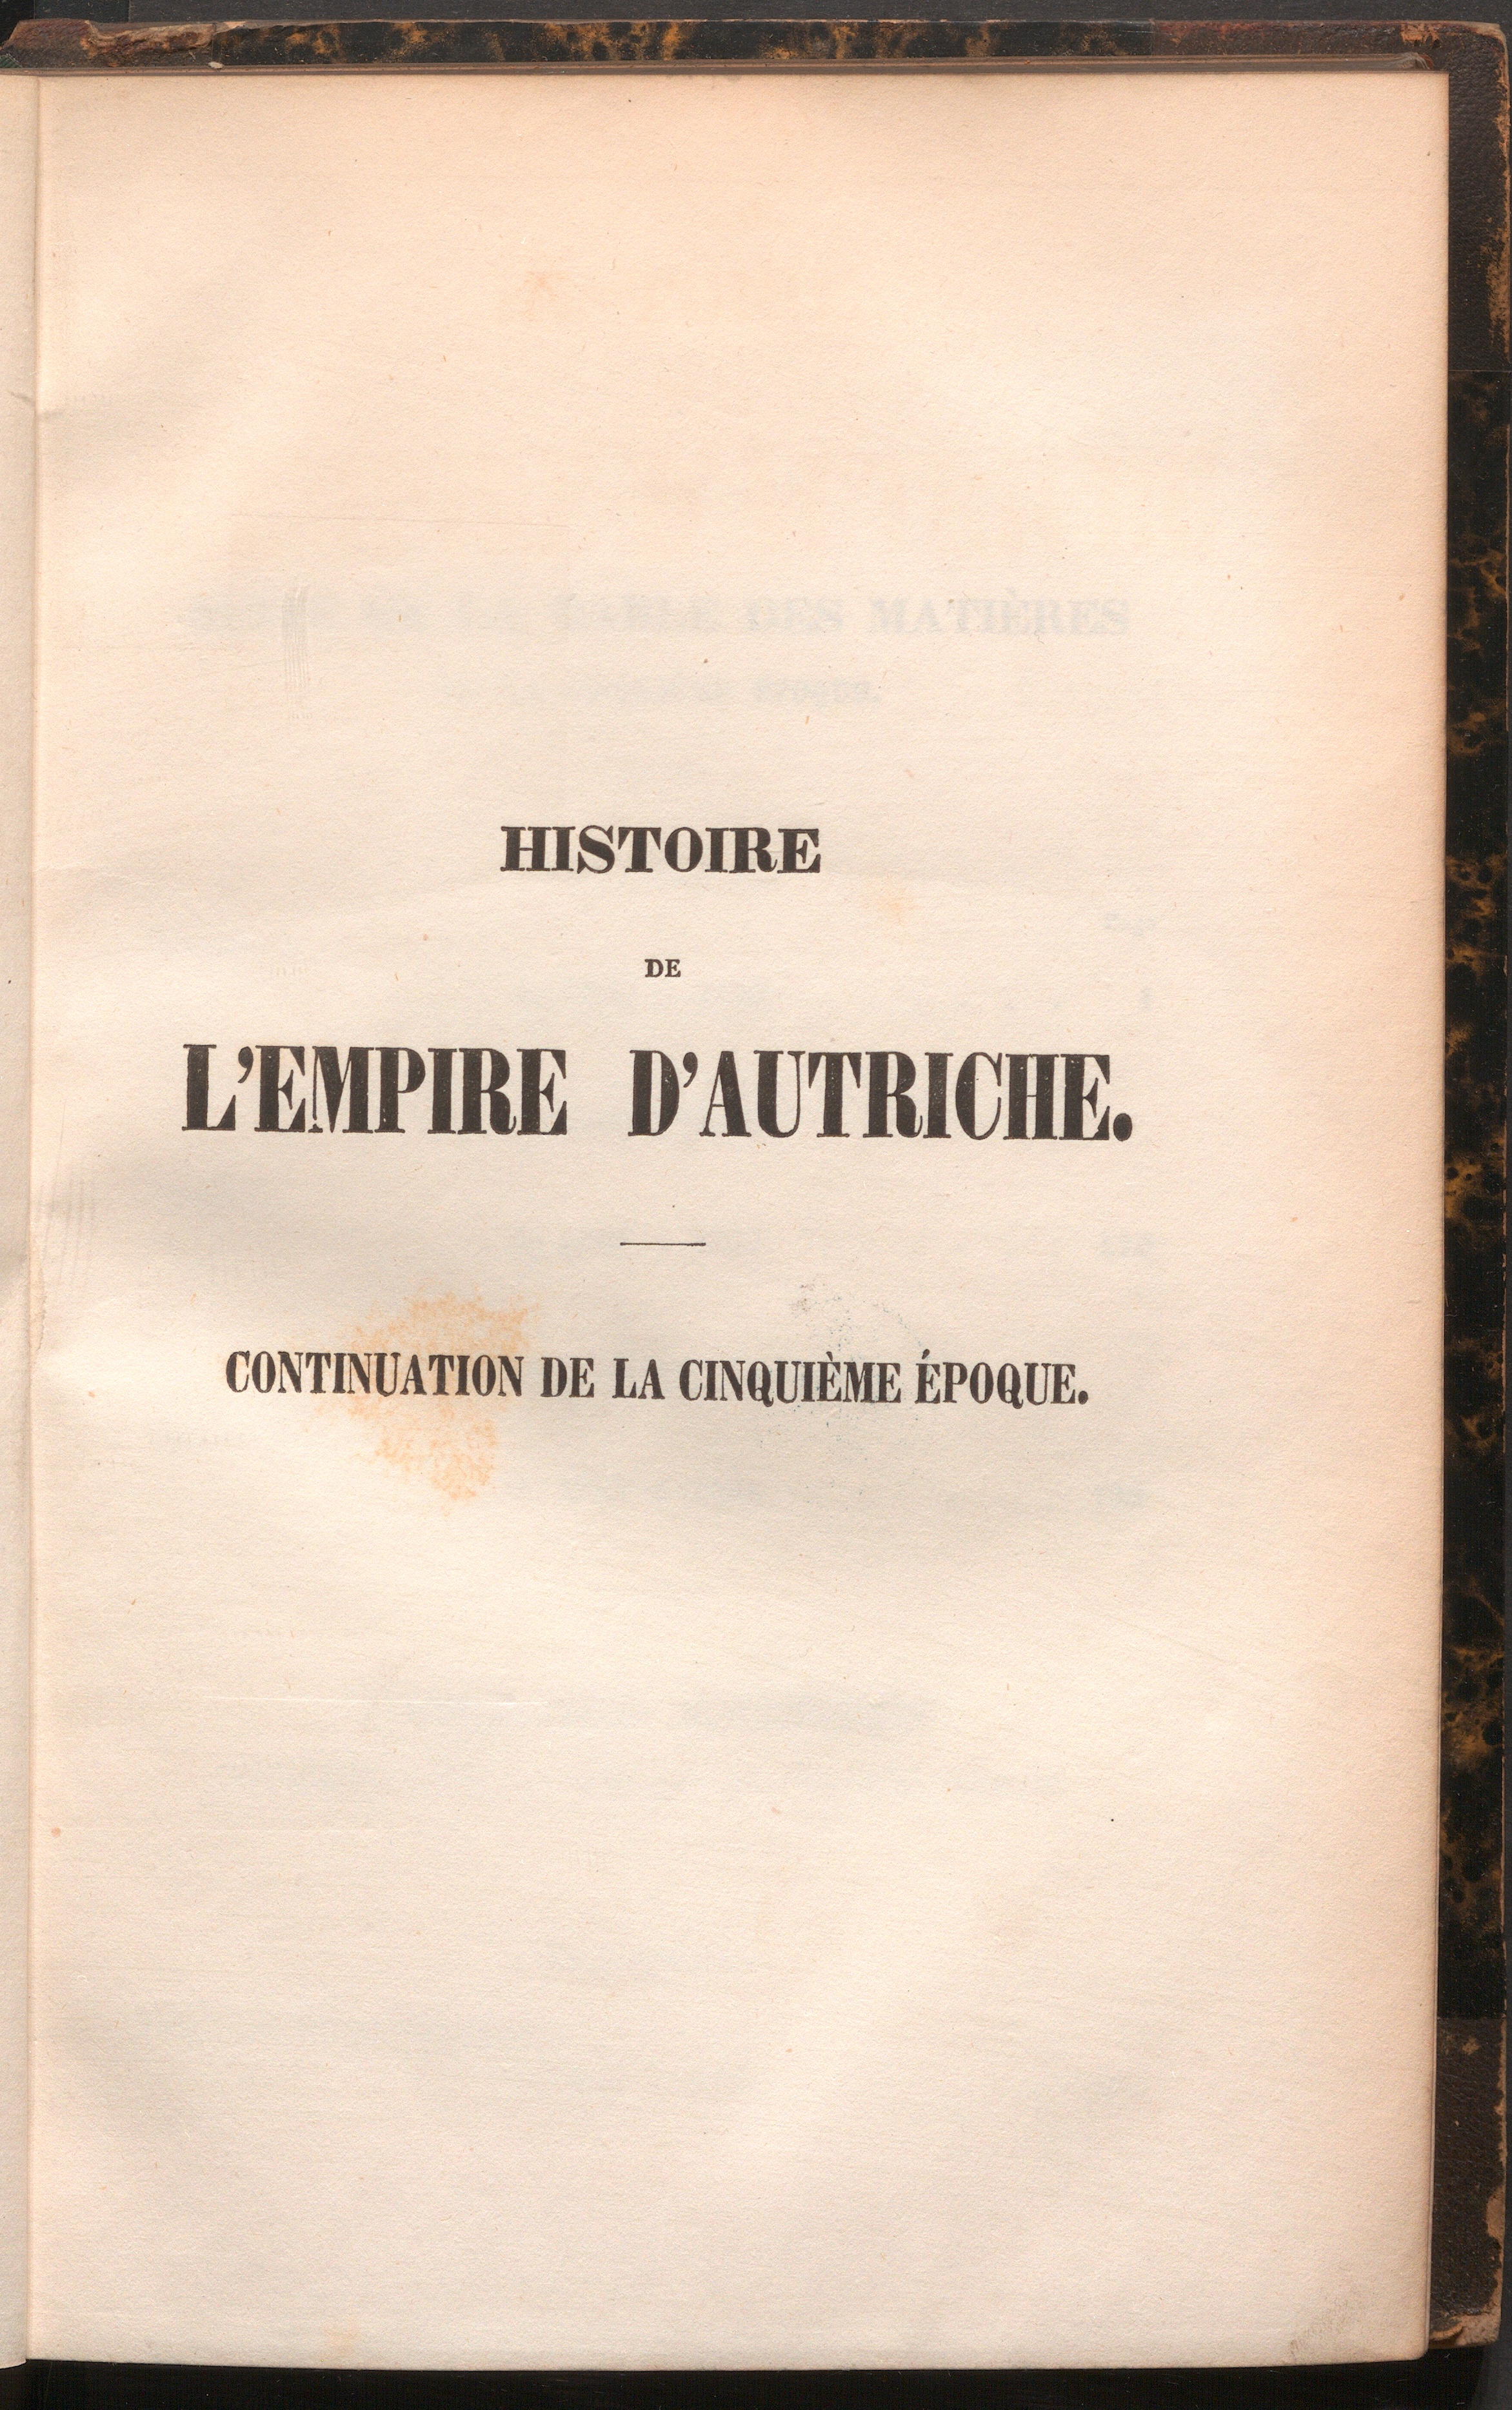 HISTOIRE
DE
L'EMPIRE D'AUTRICHE.
CONTINUATION DE LA CINQUIÈME ÉPOQUE.